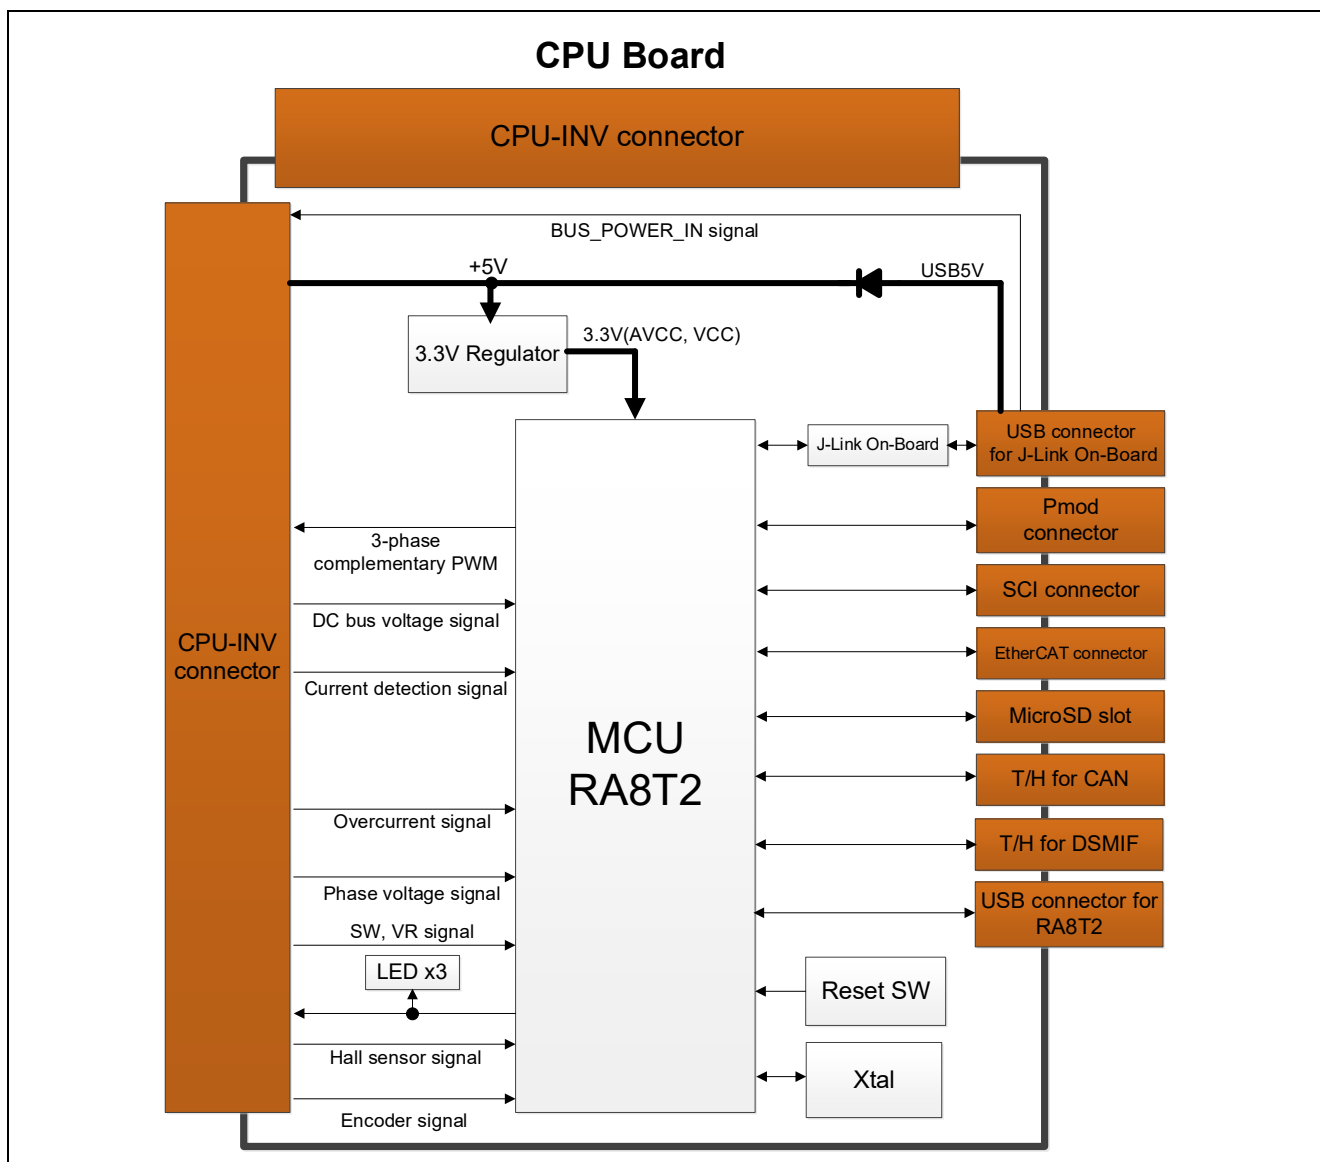 CPU Board
CPU-INV connector
BUS_POWER_IN signal
+5V
USB5V
3.3V Regulator
3.3V(AVCC, VCC)
J-Link On-Board
USB connector
for J-Link On-Board
Pmod
connector
3-phase
complementary PWM
SCI connector
DC bus voltage signal
CPU-INV
connector
EtherCAT connector
Current detection signal
MicroSD slot
MCU
RA8T2
T/H for CAN
Overcurrent signal
T/H for DSMIF
Phase voltage signal
USB connector for
RA8T2
SW, VR signal
LED x3
Reset SW
Hall sensor signal
Xtal
Encoder signal